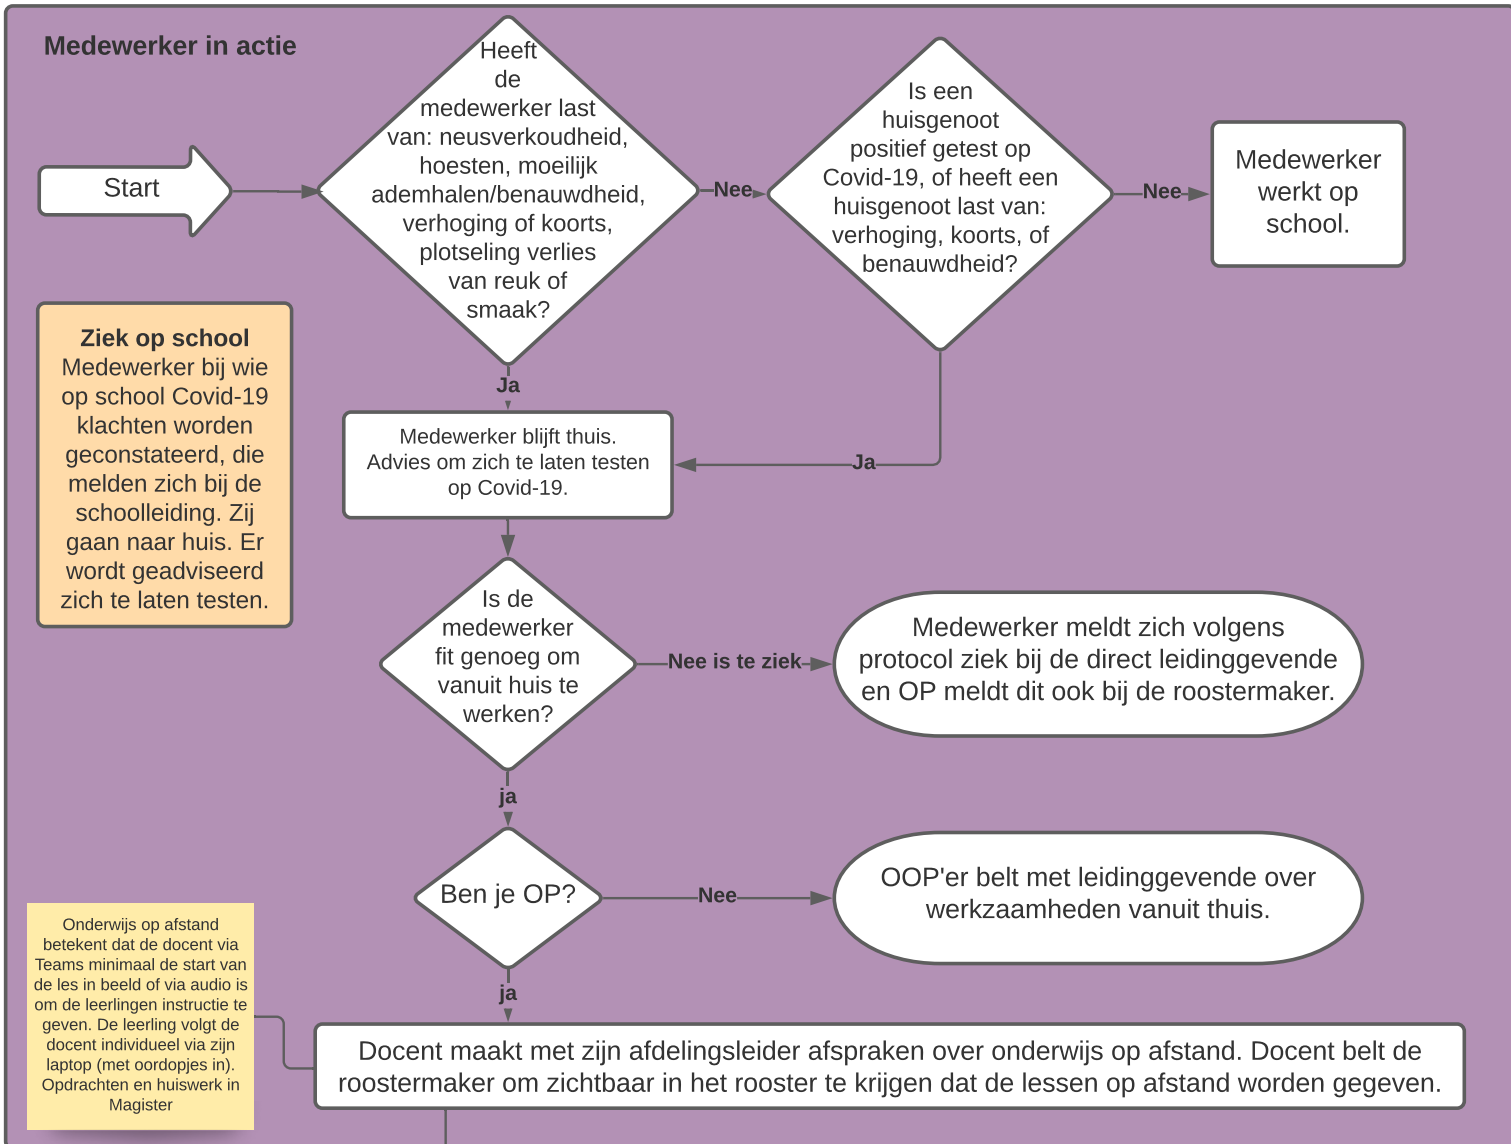 Medewerker in actie
Start
Heeft
de
medewerker last
van: neusverkoudheid,
hoesten, moeilijk
ademhalen/benauwdheid,
verhoging of koorts,
plotseling verlies
van reuk of
smaak?
Nee
Is een
huisgenoot
positief getest op
Covid-19, of heeft een
huisgenoot last van:
verhoging, koorts, of
benauwdheid?
Nee
Medewerker
werkt op
school.
Ziek op school
Medewerker bij wie
op school Covid-19
klachten worden
geconstateerd, die
melden zich bij de
schoolleiding. Zij
gaan naar huis. Er
wordt geadviseerd
zich te laten testen.
Ja
Medewerker blijft thuis.
Advies om zich te laten testen
op Covid-19.
Ja
Is de
medewerker
fit genoeg om
vanuit huis te
werken?
Nee is te ziek
Medewerker meldt zich volgens
protocol ziek bij de direct leidinggevende
en OP meldt dit ook bij de roostermaker.
ja
Ben je OP?
Nee
OOP'er belt met leidinggevende over
werkzaamheden vanuit thuis.
ja
Onderwijs op afstand
betekent dat de docent via
Teams minimaal de start van
de les in beeld of via audio is
om de leerlingen instructie te
geven. De leerling volgt de
docent individueel via zijn
laptop (met oordopjes in).
Opdrachten en huiswerk in
Magister
Docent maakt met zijn afdelingsleider afspraken over onderwijs op afstand. Docent belt de
roostermaker om zichtbaar in het rooster te krijgen dat de lessen op afstand worden gegeven.